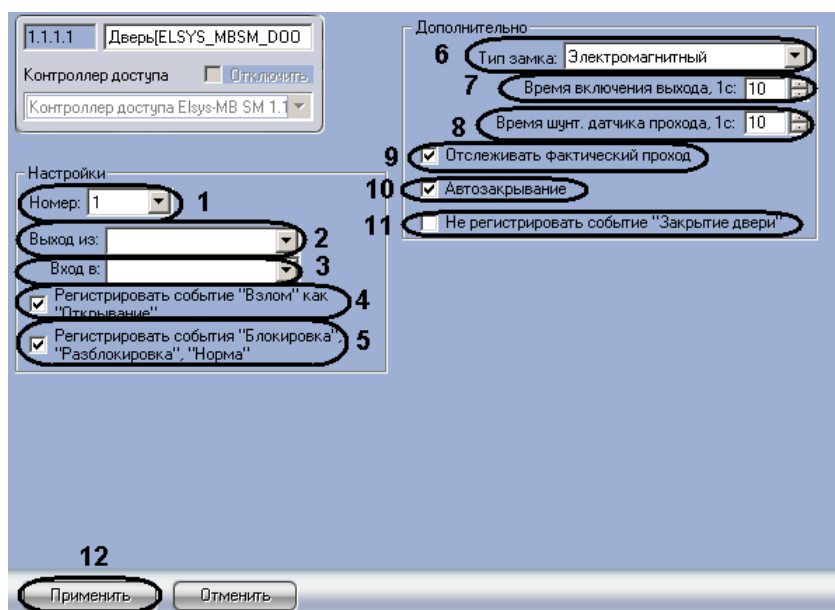 1.1.1.1 Дверь[ELSYS_MBSM_DOO
Контроллер доступа Отключить
Контроллер доступа Elsys-MB SM 1.1
Настройки
Номер: 1 1
Выход из: 2
Вход в: 3
Регистрировать событие "Взлом" как
"Открывание" 4
Регистрировать события "Блокировка",
"Разблокировка", "Норма" 5
Дополнительно
6 Тип замка: Электромагнитный
7 Время включения выхода, 1с: 10
8 Время шунт. датчика прохода, 1с: 10
9 Отслеживать фактический проход
10 Автозакрывание
11 Не регистрировать событие "Закрытие двери"
12
Применить Отменить